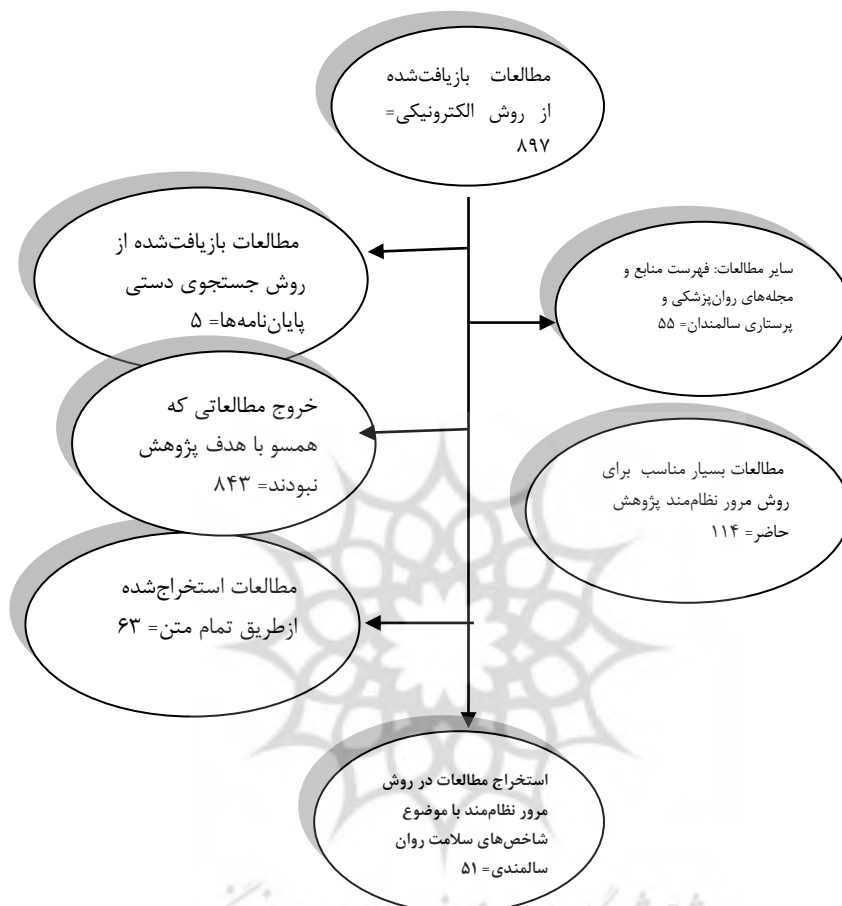 مطالعات بازیافت‌شده
از روش الکترونیکی=
۸۹۷
مطالعات بازیافت‌شده از
روش جستجوی دستی
پایان‌نامه‌ها= ۵
سایر مطالعات: فهرست منابع و
مجله‌های روان‌پزشکی و
پرستاری سالمندان= ۵۵
خروج مطالعاتی که
همسو با هدف پژوهش
نبودند= ۸۴۳
مطالعات بسیار مناسب برای
روش مرور نظام‌مند پژوهش
حاضر= ۱۱۴
مطالعات استخراج‌شده
ازطریق تمام متن= ۶۳
استخراج مطالعات در روش
مرور نظام‌مند با موضوع
شاخص‌های سلامت روان
سالمندی= ۵۱